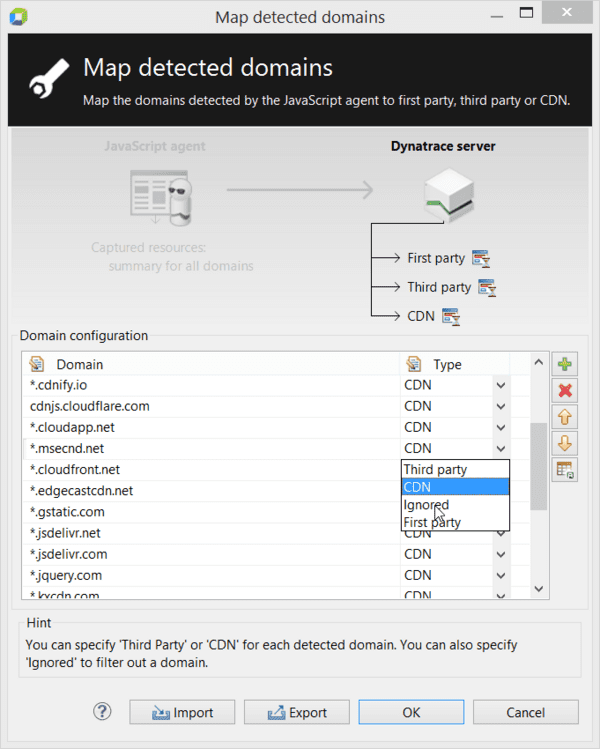 Map detected domains
Map detected domains
Map the domains detected by the JavaScript agent to first party, third party or CDN.
JavaScript agent
Dynatrace server
Captured resources:
summary for all domains
First party
Third party
CDN
Domain configuration
Domain Type
*.cdnify.io CDN
cdnjs.cloudflare.com CDN
*.cloudapp.net CDN
*.msecnd.net CDN
*.cloudfront.net Third party
*.edgecastcdn.net CDN
*.gstatic.com Ignored
First party
*.jsdelivr.net CDN
*.jsdelivr.com CDN
*.jquery.com CDN
*.kxcdn.com CDN
Hint
You can specify 'Third Party' or 'CDN' for each detected domain. You can also specify
'Ignored' to filter out a domain.
? Import Export OK Cancel